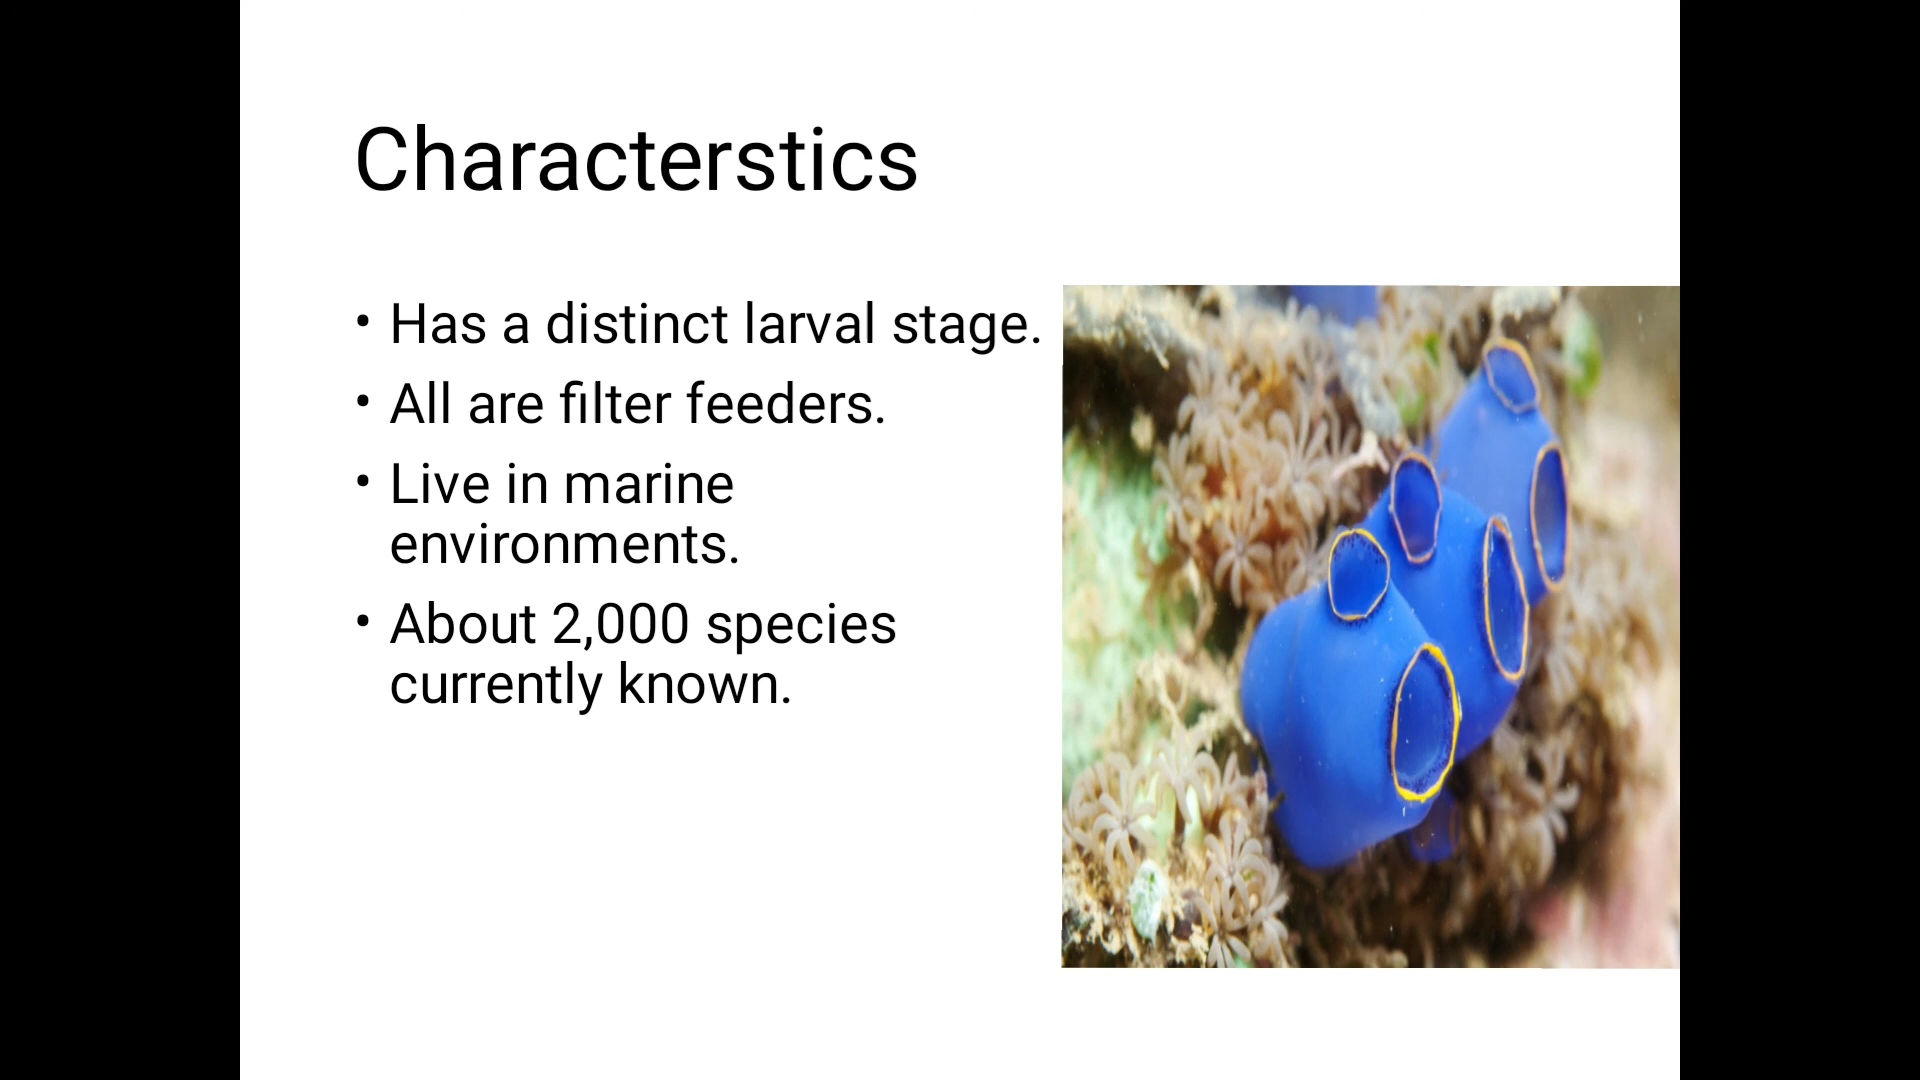 Characterstics
• Has a distinct larval stage.
• All are filter feeders.
• Live in marine
environments.
• About 2,000 species
currently known.